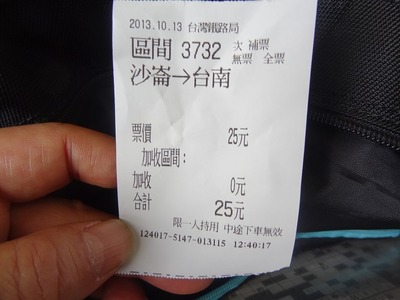 2013.10.13 台灣鐵路局
區間 3732 次 補票
無票 全票
沙崙→台南
票價 25元
加收區間:
加收 0元
合計 25元
限一人持用 中途下車無效
124017-5147-013115 12:40:17